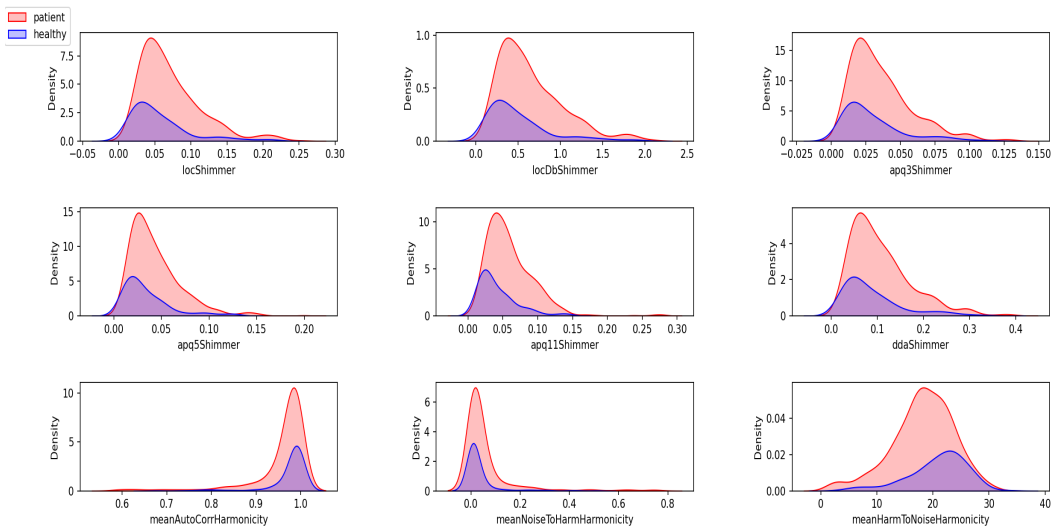 patient
healthy
Density
7.5
5.0
2.5
0.0
−0.05 0.00 0.05 0.10 0.15 0.20 0.25 0.30
locShimmer
Density
1.0
0.5
0.0
0.0 0.5 1.0 1.5 2.0 2.5
locDbShimmer
Density
15
10
5
0
−0.025 0.000 0.025 0.050 0.075 0.100 0.125 0.150
apq3Shimmer
Density
15
10
5
0
0.00 0.05 0.10 0.15 0.20
apq5Shimmer
Density
10
5
0
0.00 0.05 0.10 0.15 0.20 0.25 0.30
apq11Shimmer
Density
4
2
0
0.0 0.1 0.2 0.3 0.4
ddaShimmer
Density
10
5
0
0.6 0.7 0.8 0.9 1.0
meanAutoCorrHarmonicity
Density
6
4
2
0
0.0 0.2 0.4 0.6 0.8
meanNoiseToHarmHarmonicity
Density
0.04
0.02
0.00
0 10 20 30 40
meanHarmToNoiseHarmonicity